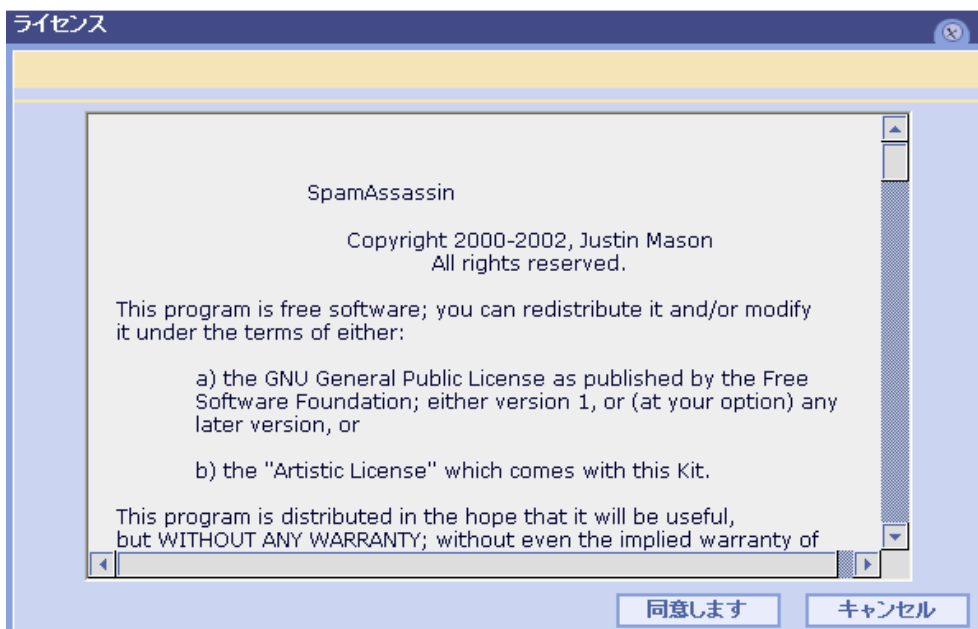 ライセンス
SpamAssassin
Copyright 2000-2002, Justin Mason
All rights reserved.
This program is free software; you can redistribute it and/or modify
it under the terms of either:
a) the GNU General Public License as published by the Free
Software Foundation; either version 1, or (at your option) any
later version, or
b) the "Artistic License" which comes with this Kit.
This program is distributed in the hope that it will be useful,
but WITHOUT ANY WARRANTY; without even the implied warranty of
同意します
キャンセル